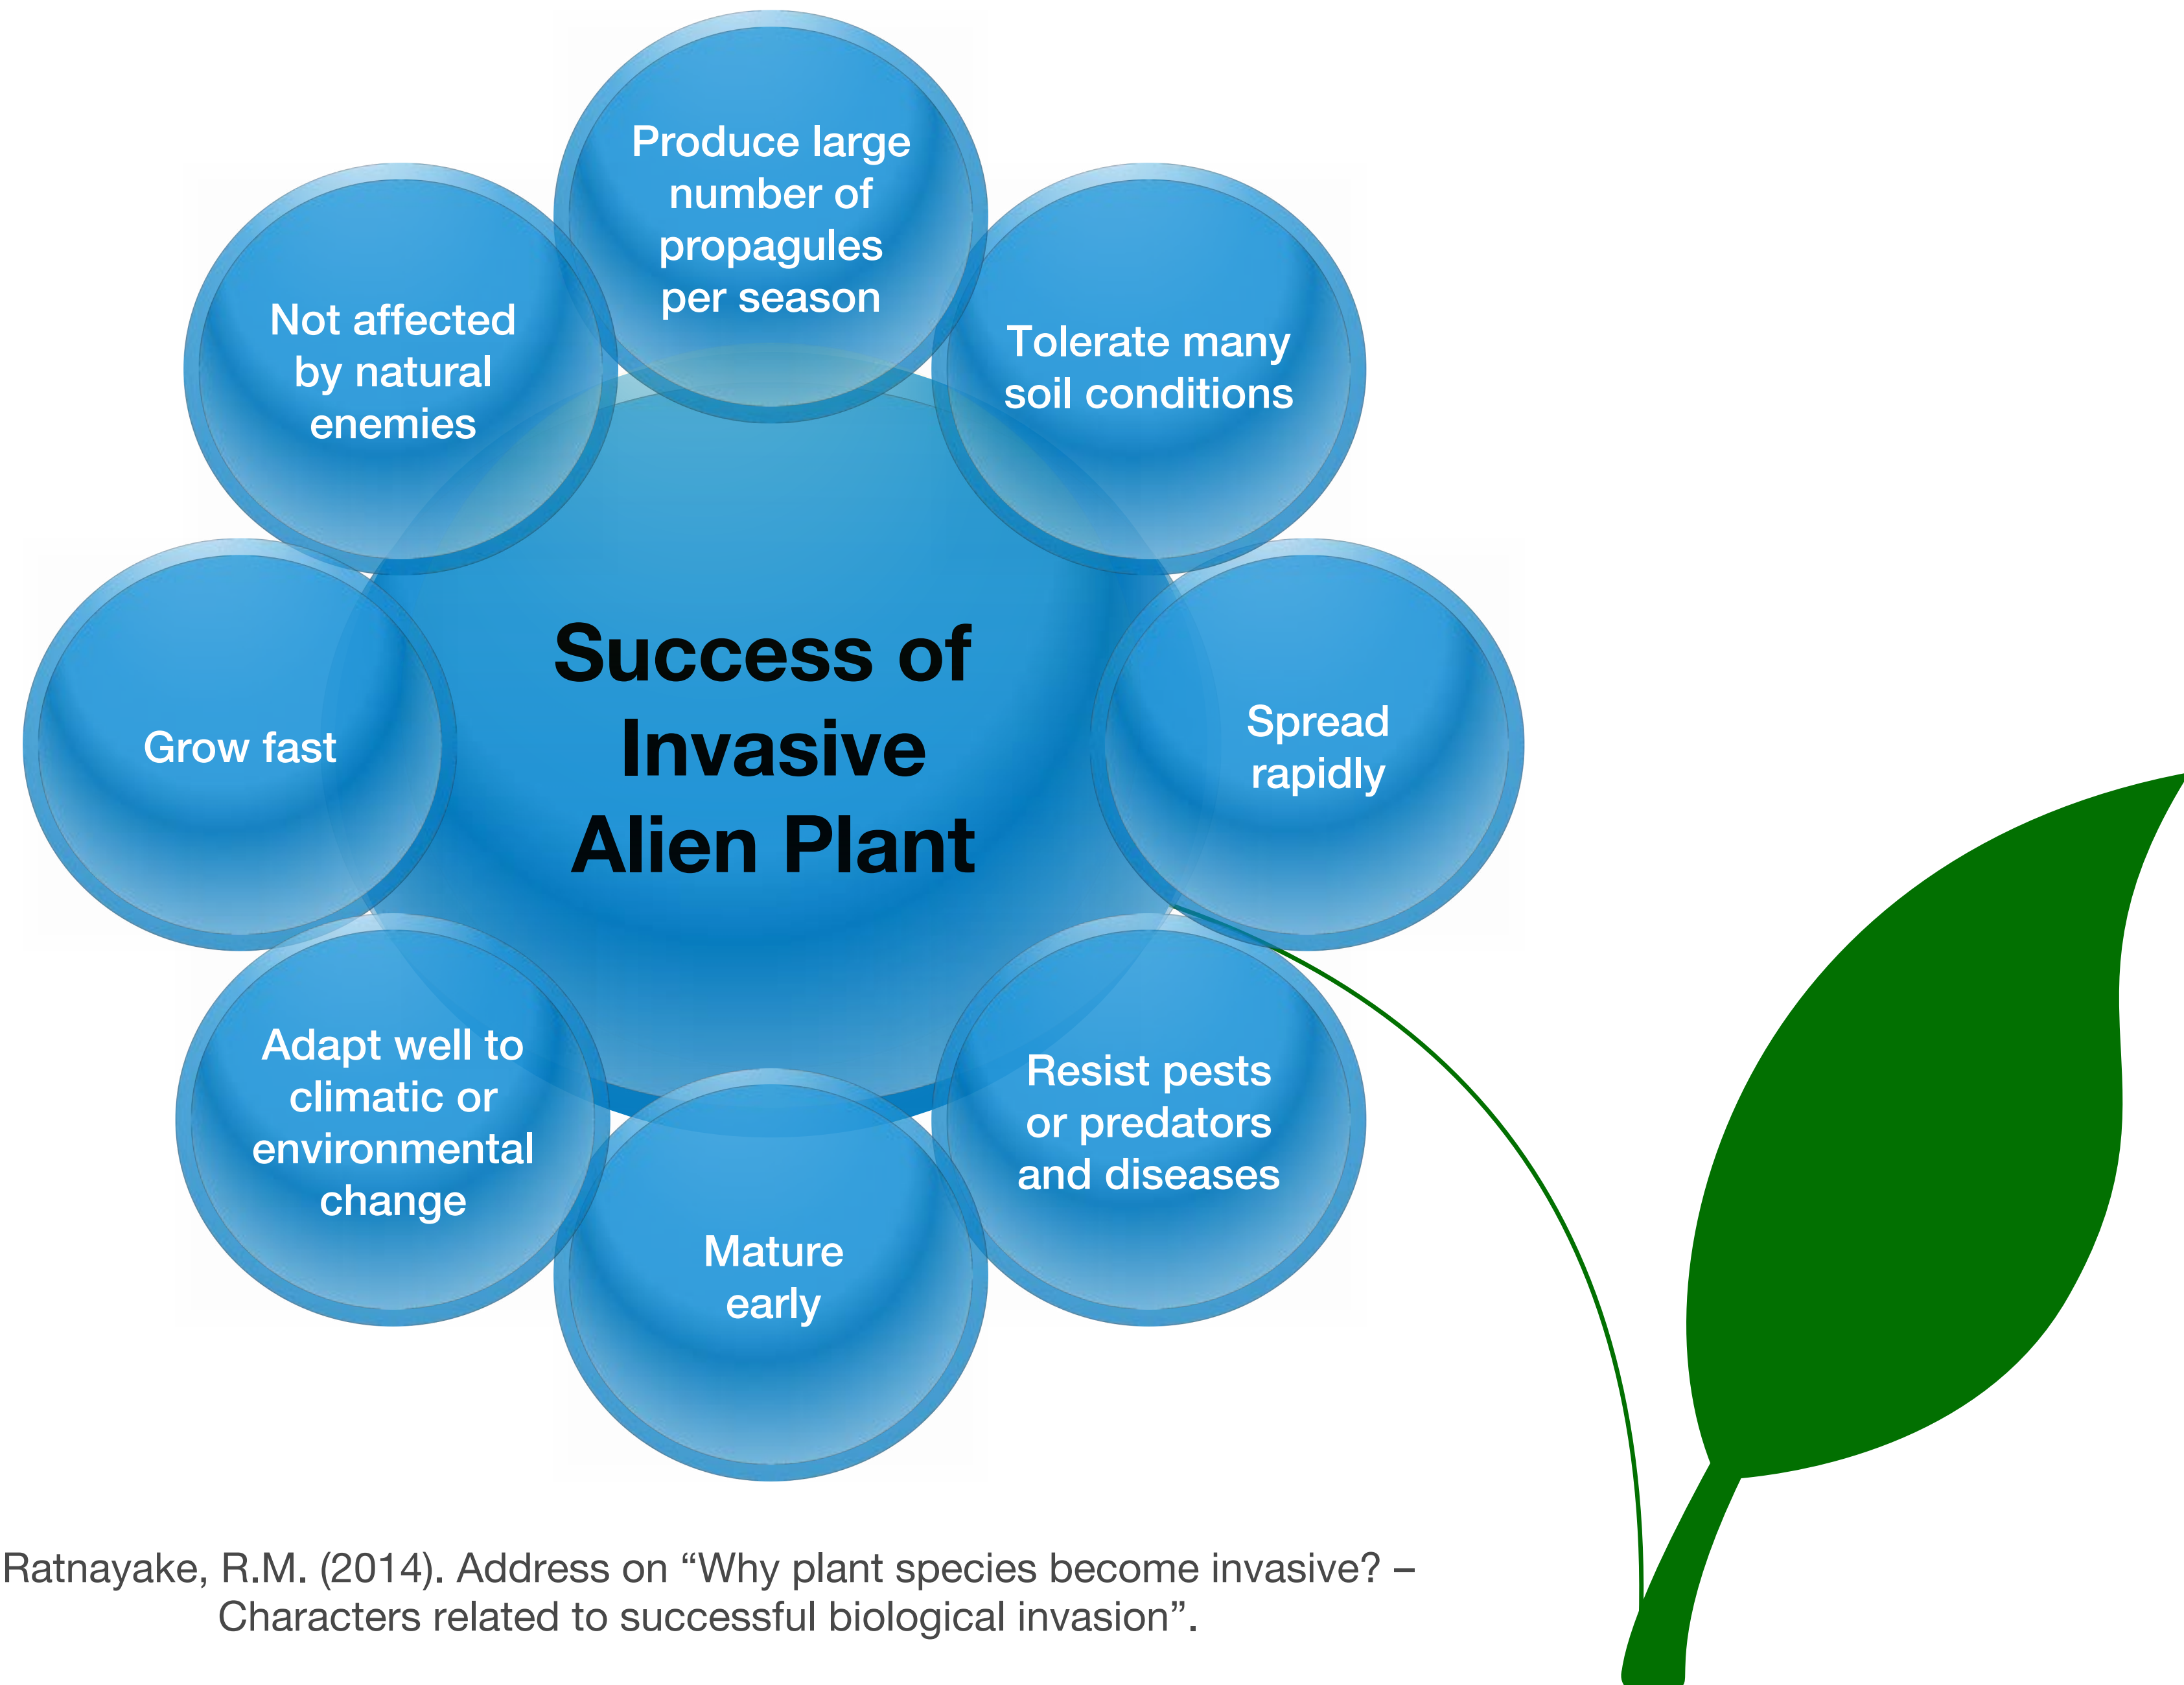 Produce large
number of
propagules
per season
Tolerate many
soil conditions
Spread
rapidly
Resist pests
or predators
and diseases
Mature
early
Adapt well to
climatic or
environmental
change
Grow fast
Not affected
by natural
enemies
Success of
Invasive
Alien Plant
Ratnayake, R.M. (2014). Address on “Why plant species become invasive? –
Characters related to successful biological invasion”.